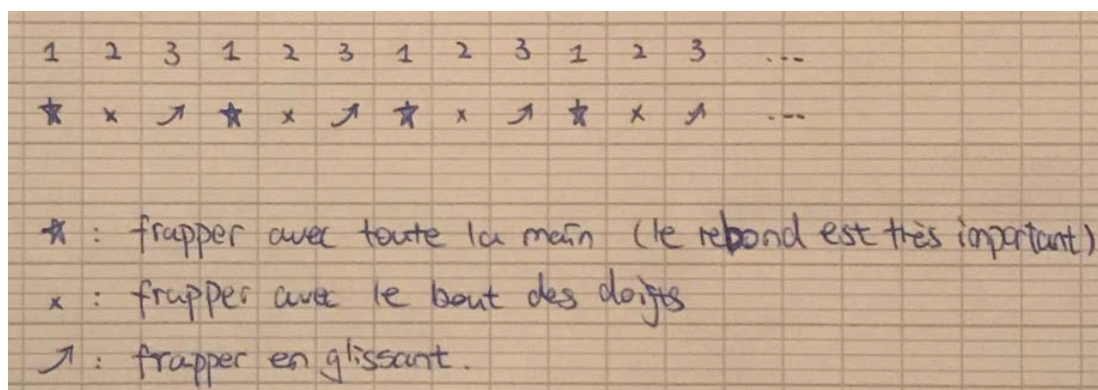 1 2 3 1 2 3 1 2 3 1 2 3 ...
☆ × ↗ ☆ × ↗ ☆ × ↗ ☆ × ↗ ...
☆ : frapper avec toute la main (le rebond est très important)
× : frapper avec le bout des doigts
↗ : frapper en glissant.